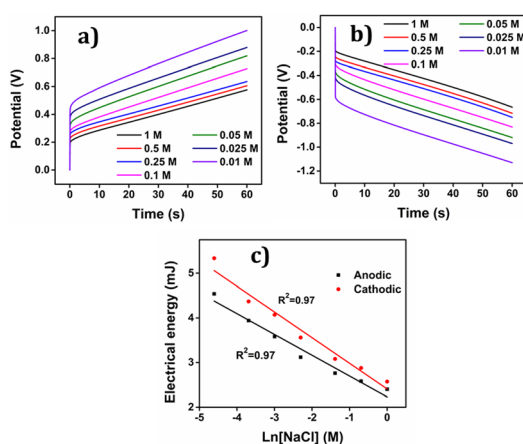 a)
Potential (V)
1.0
0.8
0.6
0.4
0.2
0.0
1 M
0.5 M
0.25 M
0.1 M
0.05 M
0.025 M
0.01 M
0 10 20 30 40 50 60
Time (s)
b)
Potential (V)
0.0
-0.2
-0.4
-0.6
-0.8
-1.0
-1.2
1 M
0.5 M
0.25 M
0.1 M
0.05 M
0.025 M
0.01 M
0 10 20 30 40 50 60
Time (s)
c)
Electrical energy (mJ)
5
4
3
2
Anodic
Cathodic
R²=0.97
R²=0.97
-5 -4 -3 -2 -1 0
Ln[NaCl] (M)